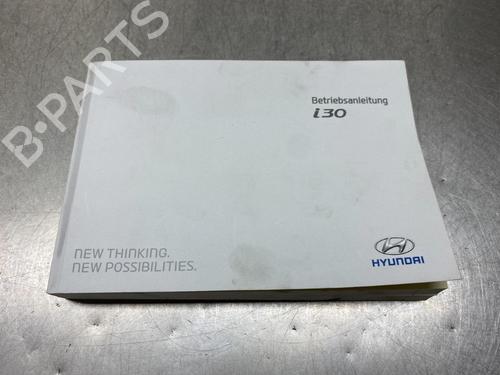 B-PARTS
Betriebsanleitung
i30
NEW THINKING.
NEW POSSIBILITIES.
HYUNDAI